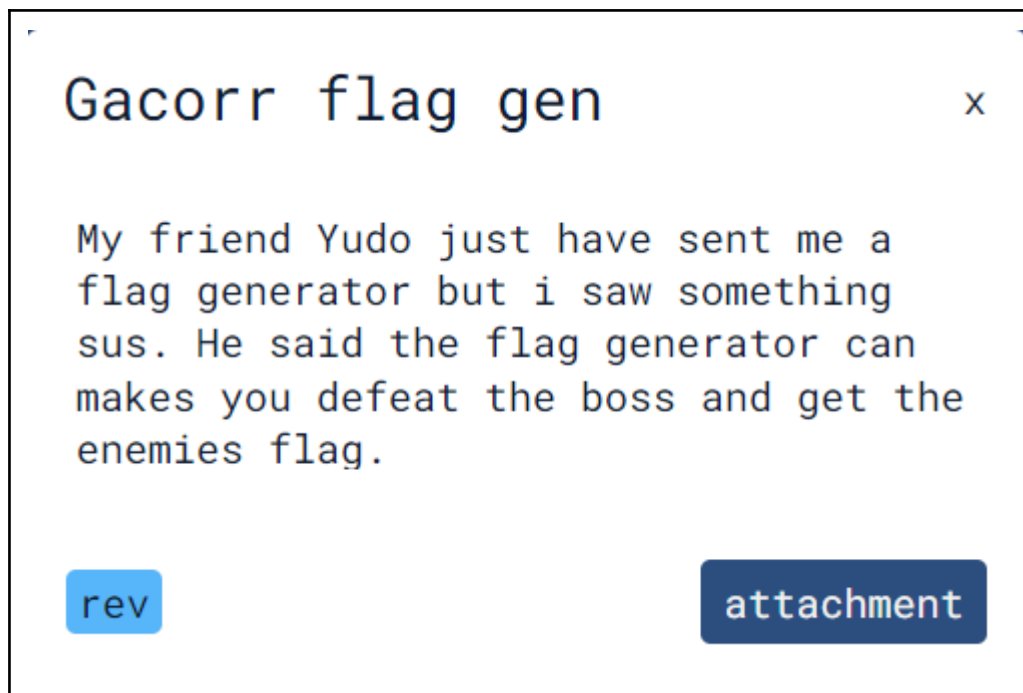 Gacorr flag gen x
My friend Yudo just have sent me a
flag generator but i saw something
sus. He said the flag generator can
makes you defeat the boss and get the
enemies flag.
rev attachment